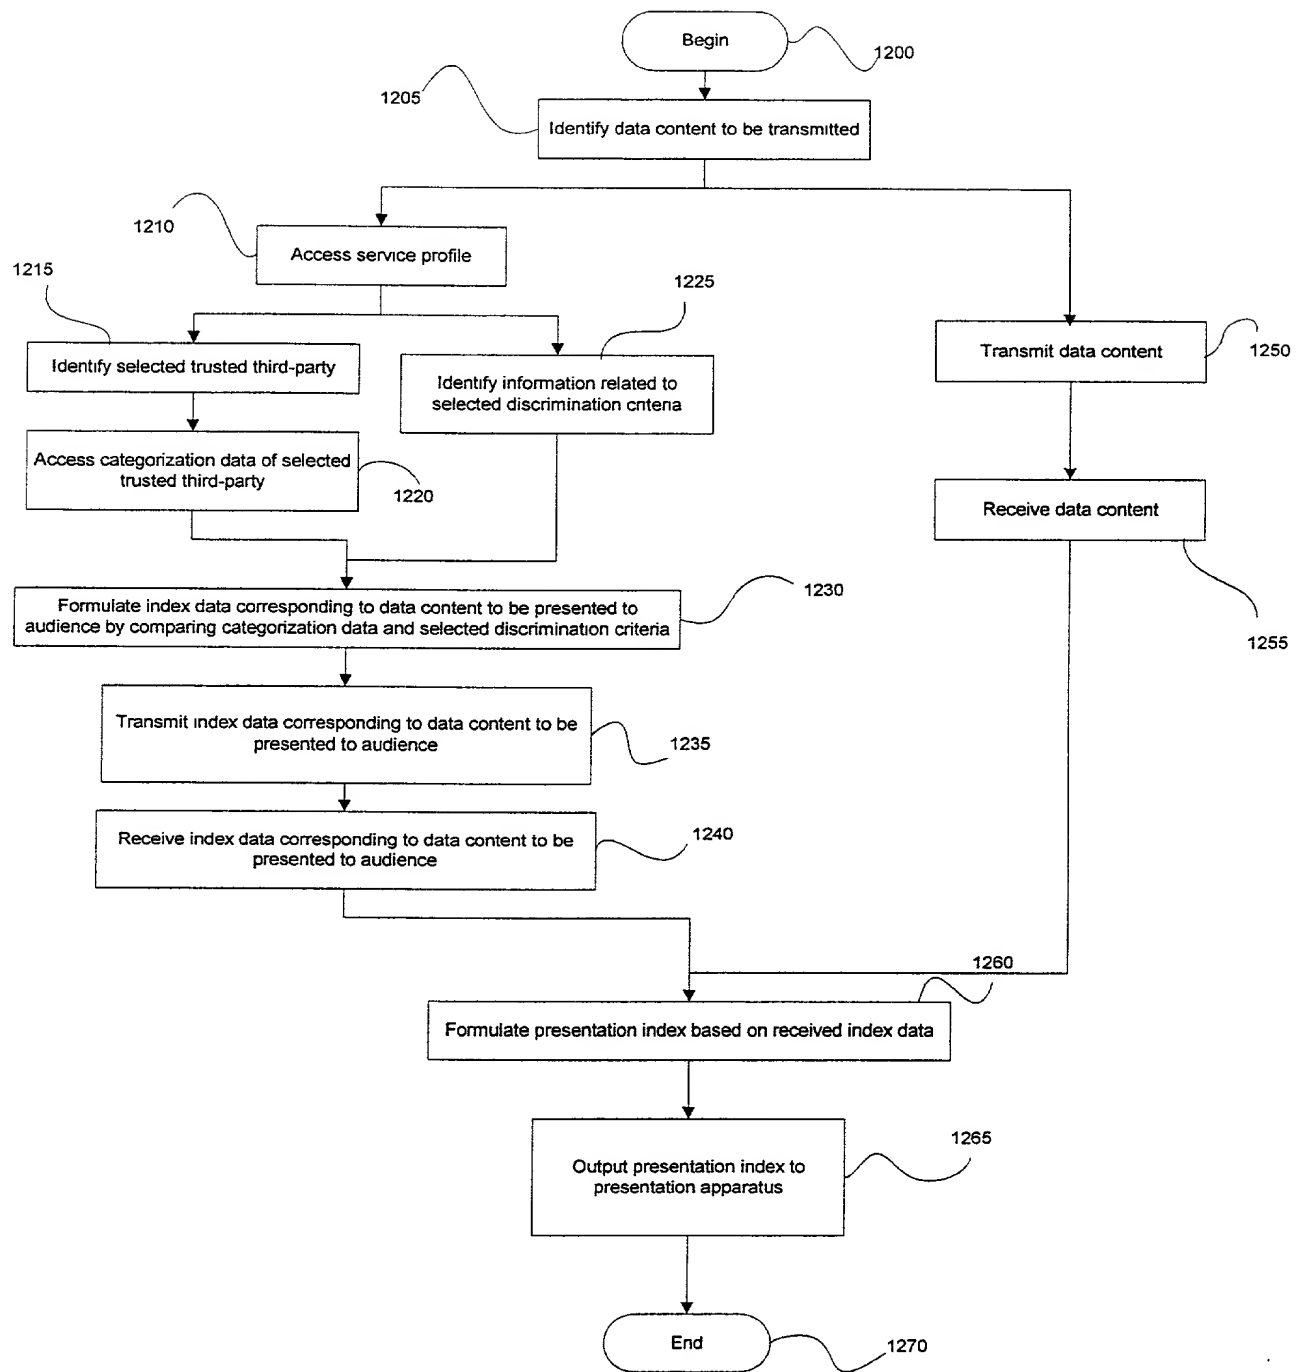 Begin
1200
1205
Identify data content to be transmitted
1210
Access service profile
1215
1225
Identify selected trusted third-party
Identify information related to
selected discrimination criteria
Transmit data content
1250
Access categorization data of selected
trusted third-party
1220
Receive data content
1255
1230
Formulate index data corresponding to data content to be presented to
audience by comparing categorization data and selected discrimination criteria
Transmit index data corresponding to data content to be
presented to audience
1235
Receive index data corresponding to data content to be
presented to audience
1240
1260
Formulate presentation index based on received index data
1265
Output presentation index to
presentation apparatus
End
1270